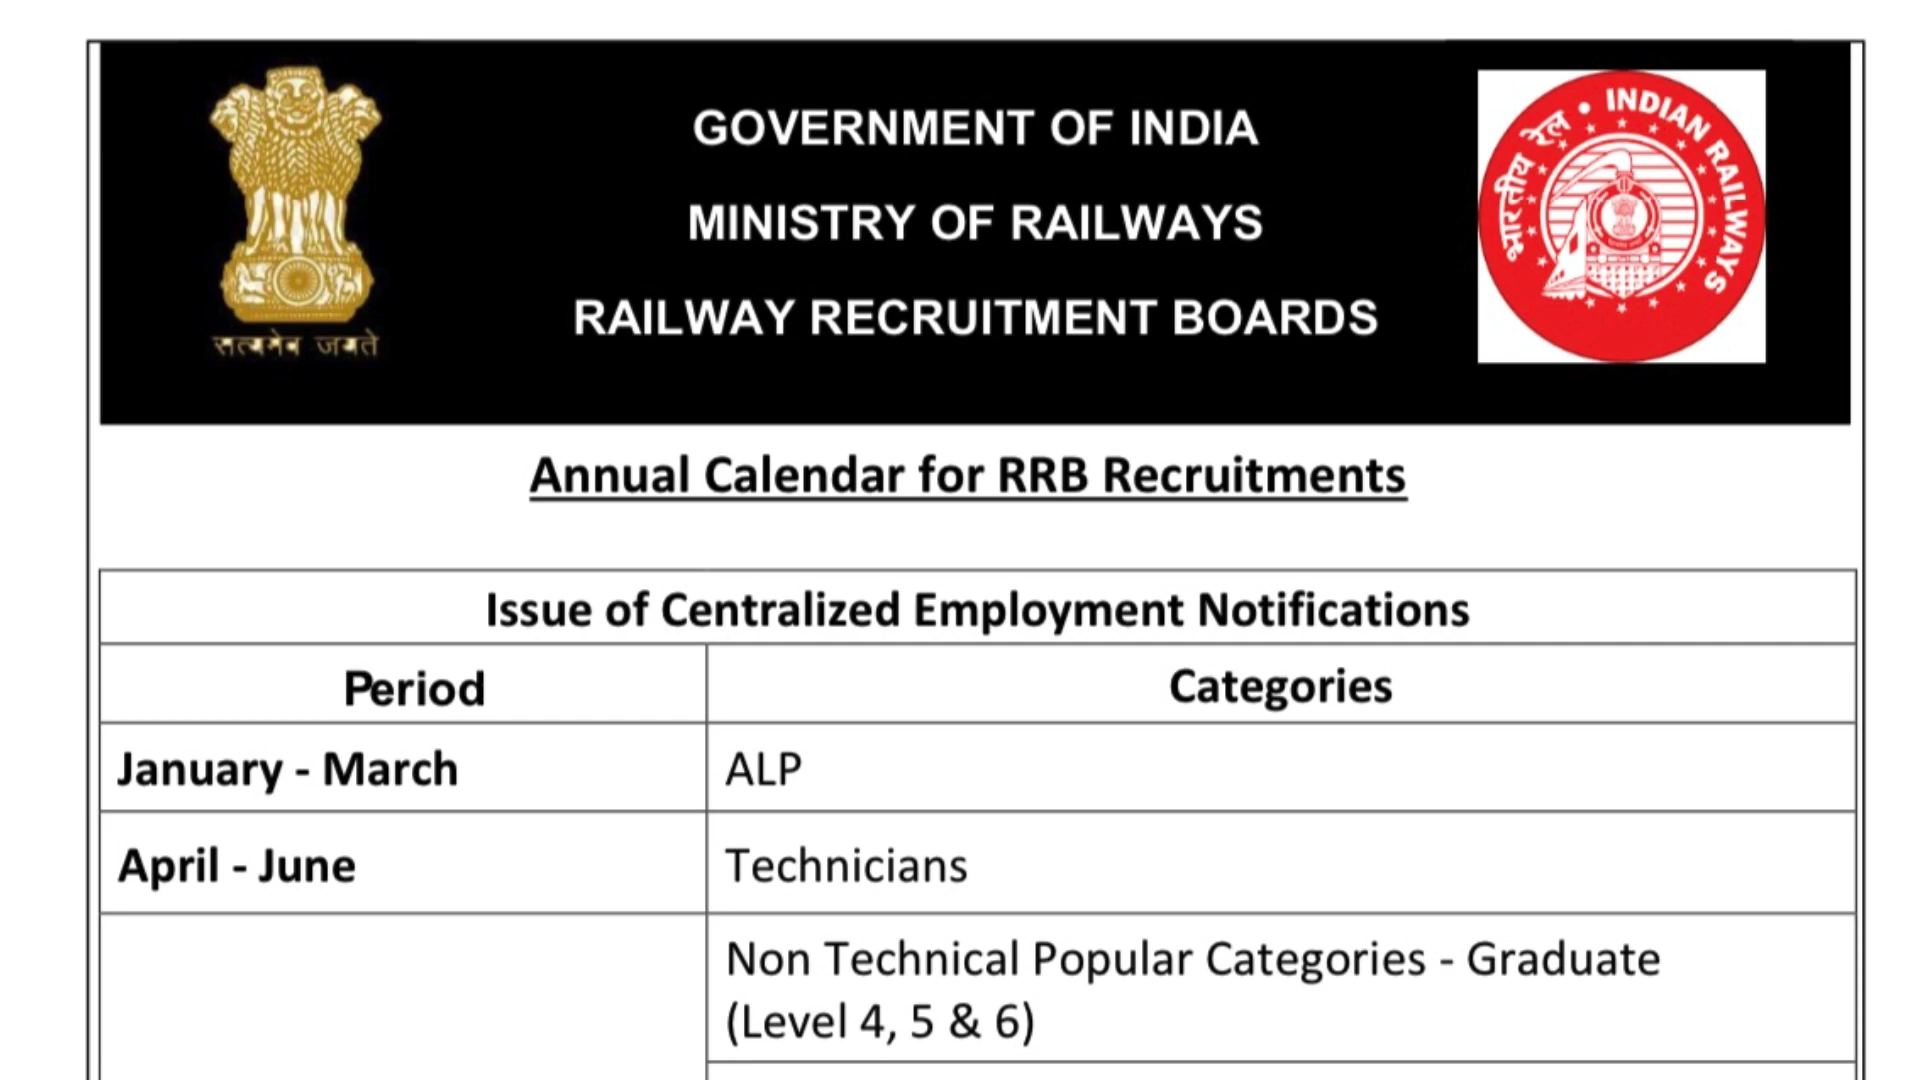 GOVERNMENT OF INDIA
MINISTRY OF RAILWAYS
RAILWAY RECRUITMENT BOARDS
सत्यमेव जयते
भारतीय रेल • INDIAN RAILWAYS
Annual Calendar for RRB Recruitments
Issue of Centralized Employment Notifications
Period Categories
January - March ALP
April - June Technicians
Non Technical Popular Categories - Graduate
(Level 4, 5 & 6)